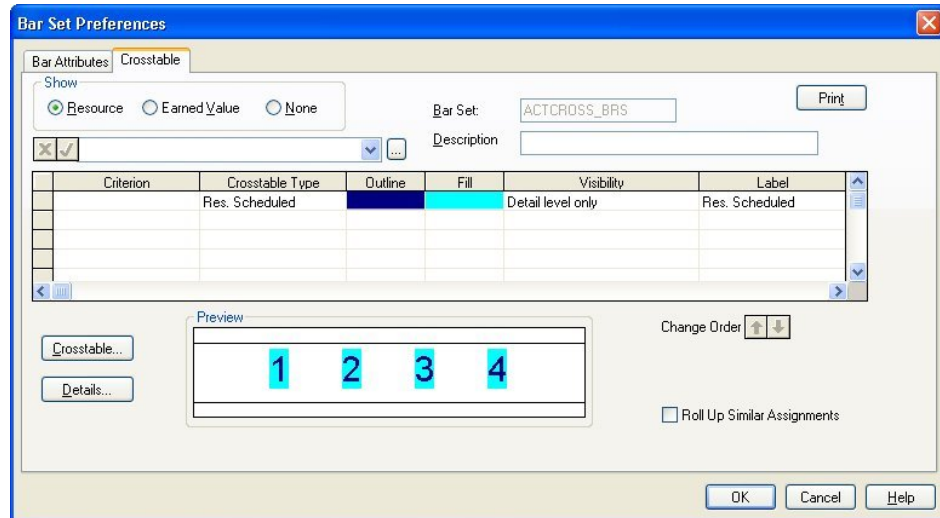 Bar Set Preferences
Bar Attributes Crosstable
Show
Resource Earned Value None
Print
Bar Set: ACTCROSS_BRS
Description
...
Criterion Crosstable Type Outline Fill Visibility Label
Res. Scheduled Detail level only Res. Scheduled
Preview
Change Order
Crosstable...
1 2 3 4
Details...
Roll Up Similar Assignments
OK Cancel Help